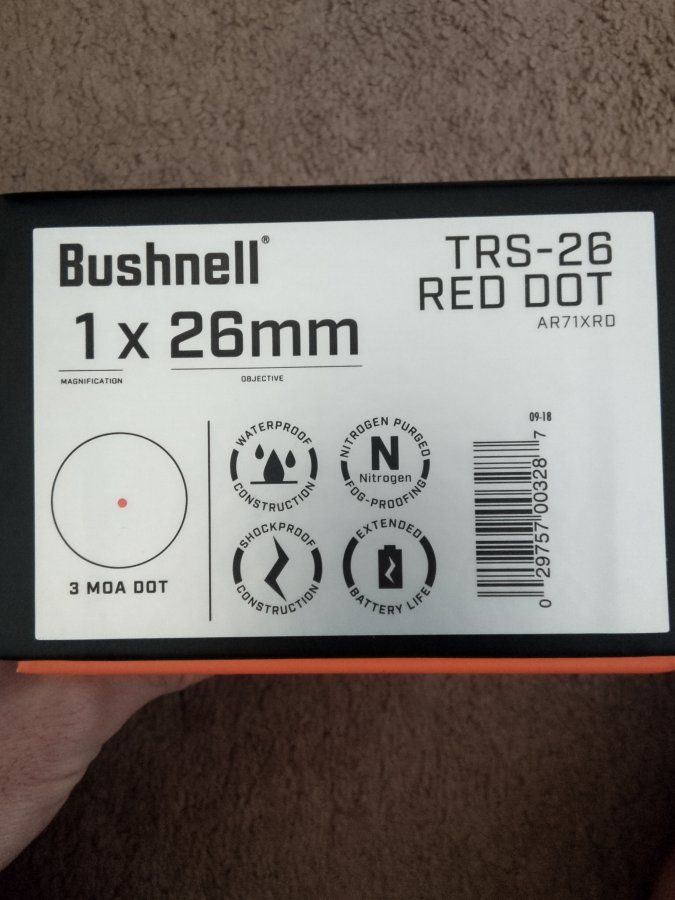 Bushnell®
TRS-26
RED DOT
AR71XRD
1 x 26mm
MAGNIFICATION
OBJECTIVE
3 MOA DOT
WATERPROOF
CONSTRUCTION
NITROGEN PURGED
N
Nitrogen
FOG-PROOFING
SHOCKPROOF
CONSTRUCTION
EXTENDED
BATTERY LIFE
09-18
0 29757 00328 7